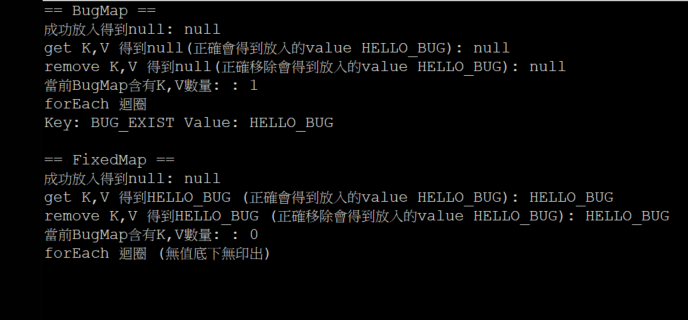 == BugMap ==
成功放入得到null: null
get K,V 得到null(正確會得到放入的value HELLO_BUG): null
remove K,V 得到null(正確移除會得到放入的value HELLO_BUG): null
當前BugMap含有K,V數量: : 1
forEach 迴圈
Key: BUG_EXIST Value: HELLO_BUG
== FixedMap ==
成功放入得到null: null
get K,V 得到HELLO_BUG (正確會得到放入的value HELLO_BUG): HELLO_BUG
remove K,V 得到HELLO_BUG (正確移除會得到放入的value HELLO_BUG): HELLO_BUG
當前BugMap含有K,V數量: : 0
forEach 迴圈 (無值底下無印出)